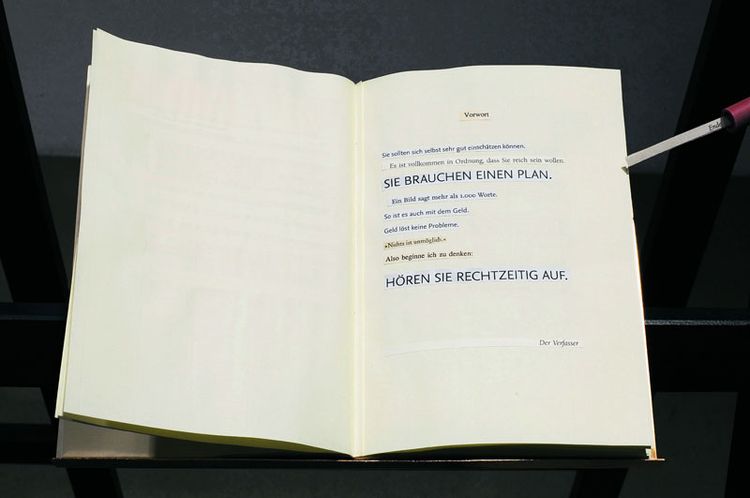 Vorwort
Sie sollten sich selbst sehr gut einschätzen können.
Es ist vollkommen in Ordnung, dass Sie reich sein wollen.
SIE BRAUCHEN EINEN PLAN.
Ein Bild sagt mehr als 1.000 Worte.
So ist es auch mit dem Geld.
Geld löst keine Probleme.
»Nichts ist unmöglich.«
Also beginne ich zu denken:
HÖREN SIE RECHTZEITIG AUF.
Der Verfasser
Ende